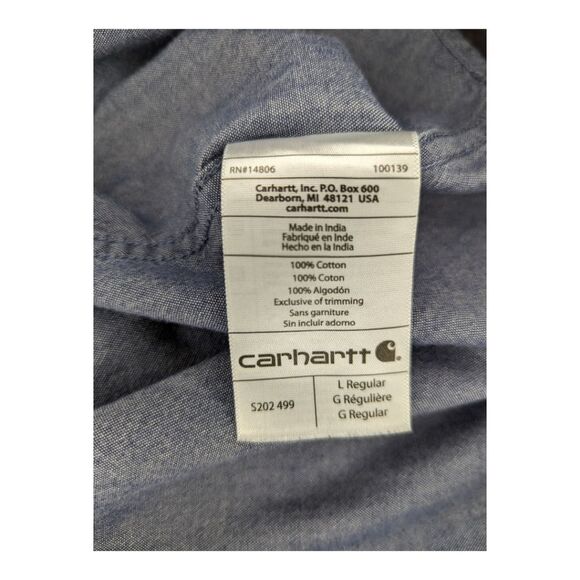 RN#14806 100139
Carhartt, Inc. P.O. Box 600
Dearborn, MI 48121 USA
carhartt.com
Made in India
Fabriqué en Inde
Hecho en la India
100% Cotton
100% Coton
100% Algodón
Exclusive of trimming
Sans garniture
Sin incluir adorno
carhartt
S202 499
L Regular
G Régulière
G Regular